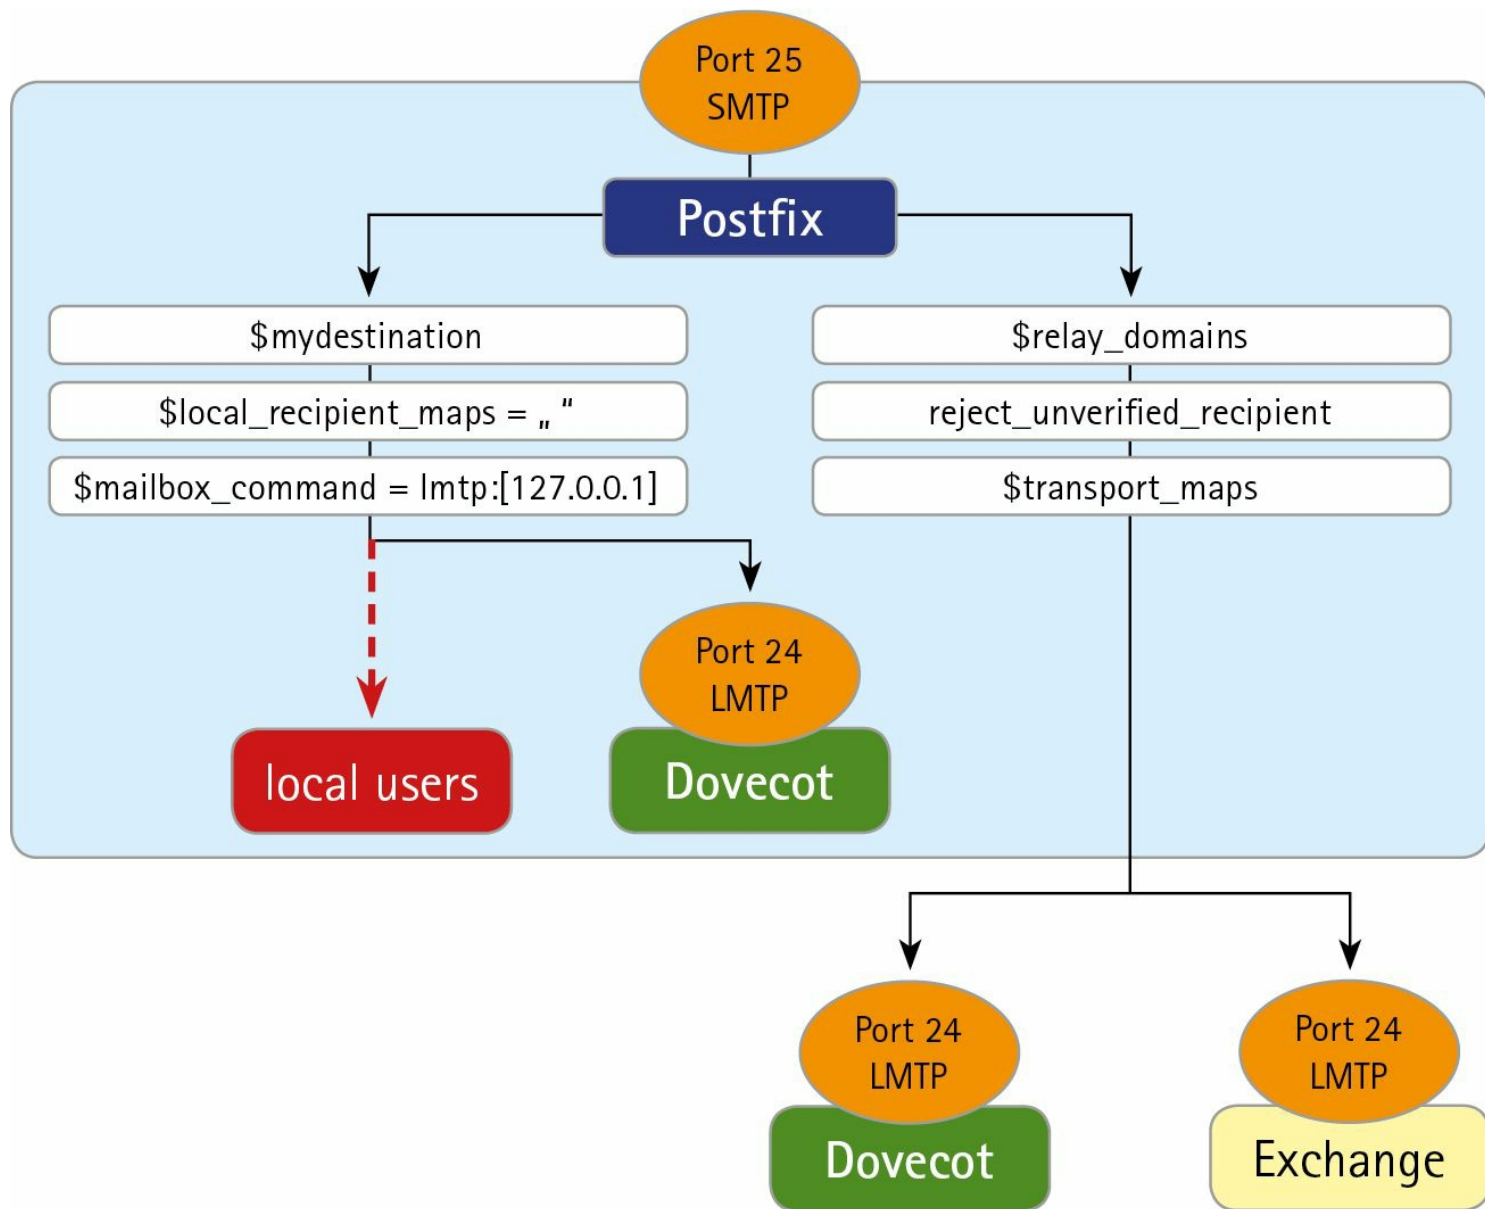 Port 25
SMTP
Postfix
$mydestination
$relay_domains
$local_recipient_maps = „ “
reject_unverified_recipient
$mailbox_command = lmtp:[127.0.0.1]
$transport_maps
Port 24
LMTP
local users
Dovecot
Port 24
LMTP
Dovecot
Port 24
LMTP
Exchange